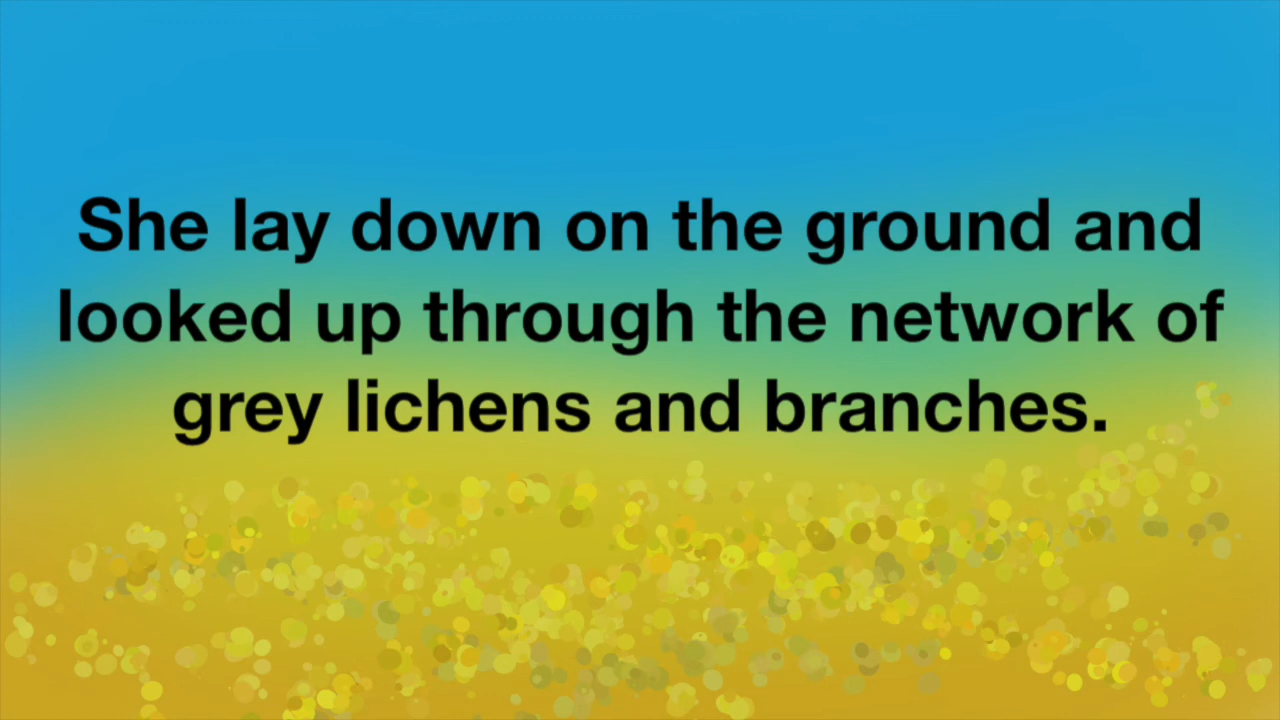 She lay down on the ground and
looked up through the network of
grey lichens and branches.